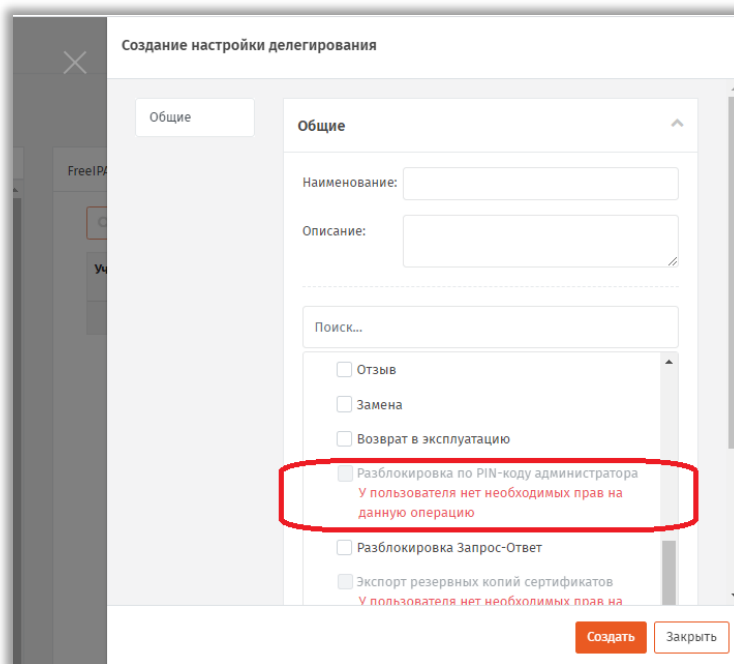 Создание настройки делегирования
Общие
Общие
FreeIPA
Наименование:
Описание:
Поиск...
Отзыв
Замена
Возврат в эксплуатацию
Разблокировка по PIN-коду администратора
У пользователя нет необходимых прав на
данную операцию
Разблокировка Запрос-Ответ
Экспорт резервных копий сертификатов
У пользователя нет необходимых прав на
Создать
Закрыть